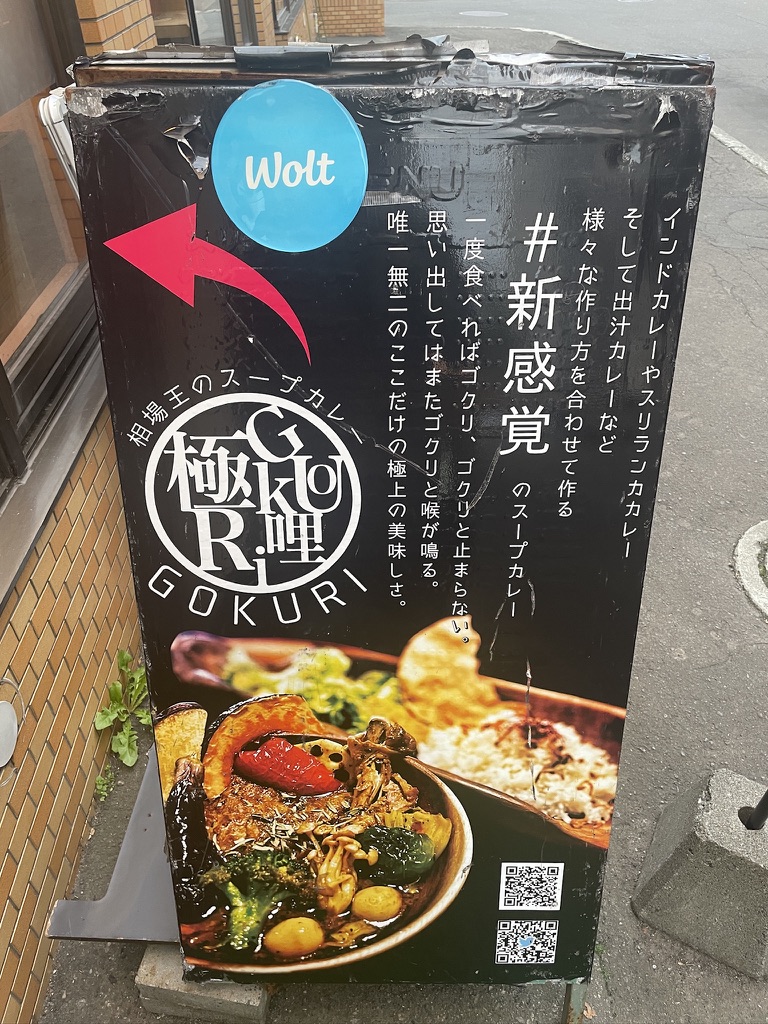 Wolt
MENU
インドカレーやスリランカカレー
そして出汁カレーなど
様々な作り方を合わせて作る
#新感覚
のスープカレー
一度食べればゴクリ、ゴクリと止まらない。
思い出してはまたゴクリと喉が鳴る。
唯一無二のここだけの極上の美味しさ。
相場王のスープカレー
極哩
GOKURi
GOKURI